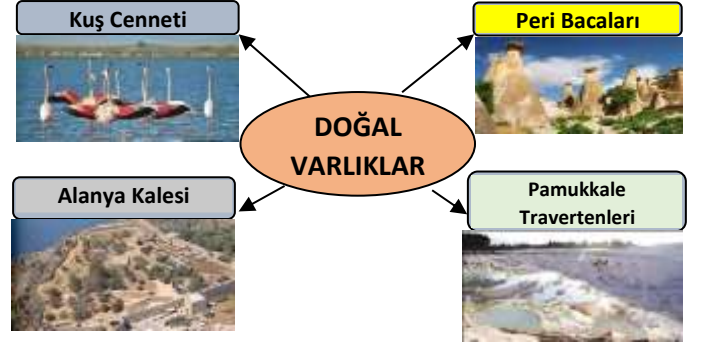 Kuş Cenneti
Peri Bacaları
DOĞAL
VARLIKLAR
Alanya Kalesi
Pamukkale
Travertenleri